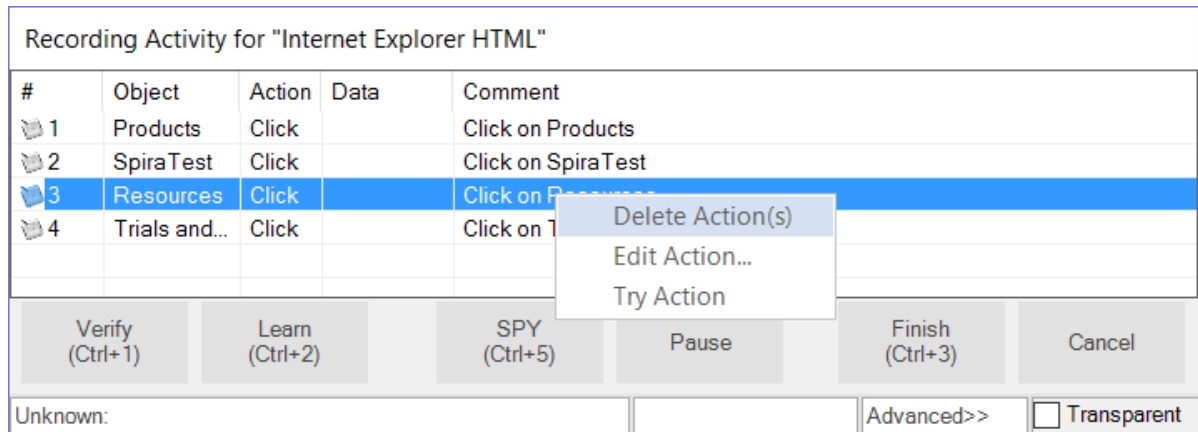 Recording Activity for "Internet Explorer HTML"
# Object Action Data Comment
1 Products Click Click on Products
2 SpiraTest Click Click on SpiraTest
3 Resources Click Click on Resources
4 Trials and... Click Click on T
Delete Action(s)
Edit Action...
Try Action
Verify
(Ctrl+1)
Learn
(Ctrl+2)
SPY
(Ctrl+5)
Pause
Finish
(Ctrl+3)
Cancel
Unknown:
Advanced>>
Transparent